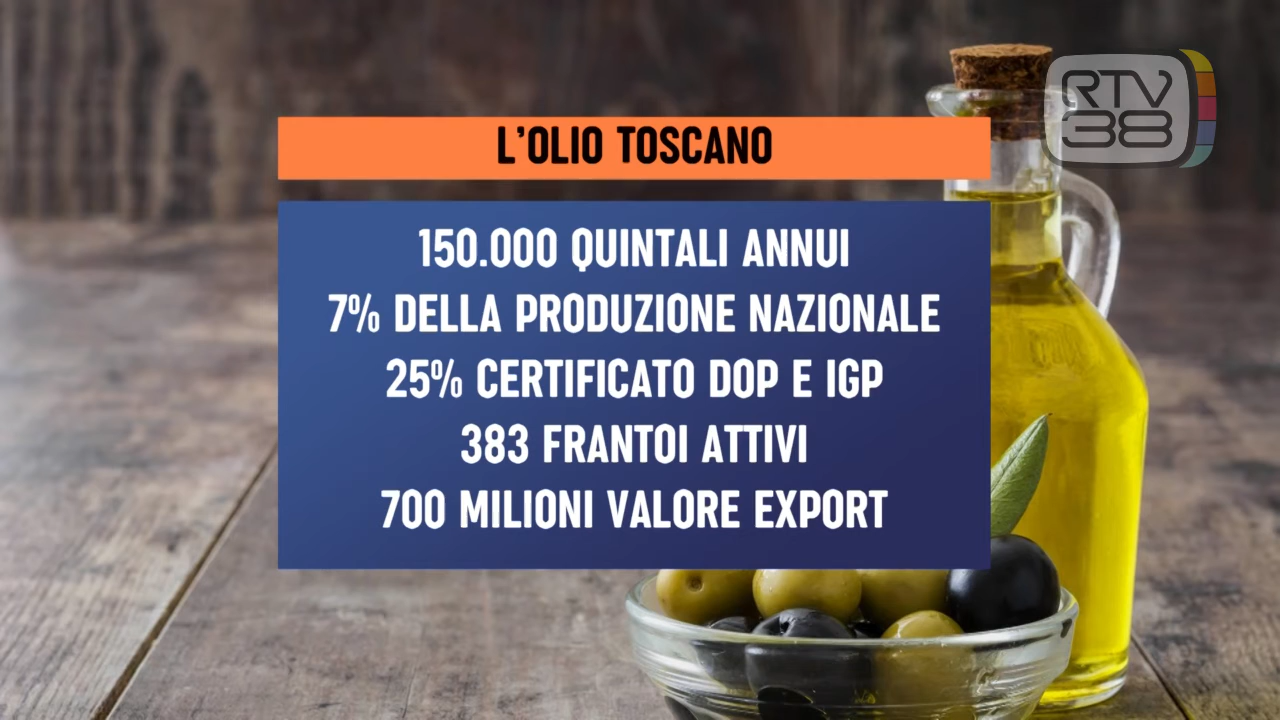 RTV
38
L'OLIO TOSCANO
150.000 QUINTALI ANNUI
7% DELLA PRODUZIONE NAZIONALE
25% CERTIFICATO DOP E IGP
383 FRANTOI ATTIVI
700 MILIONI VALORE EXPORT